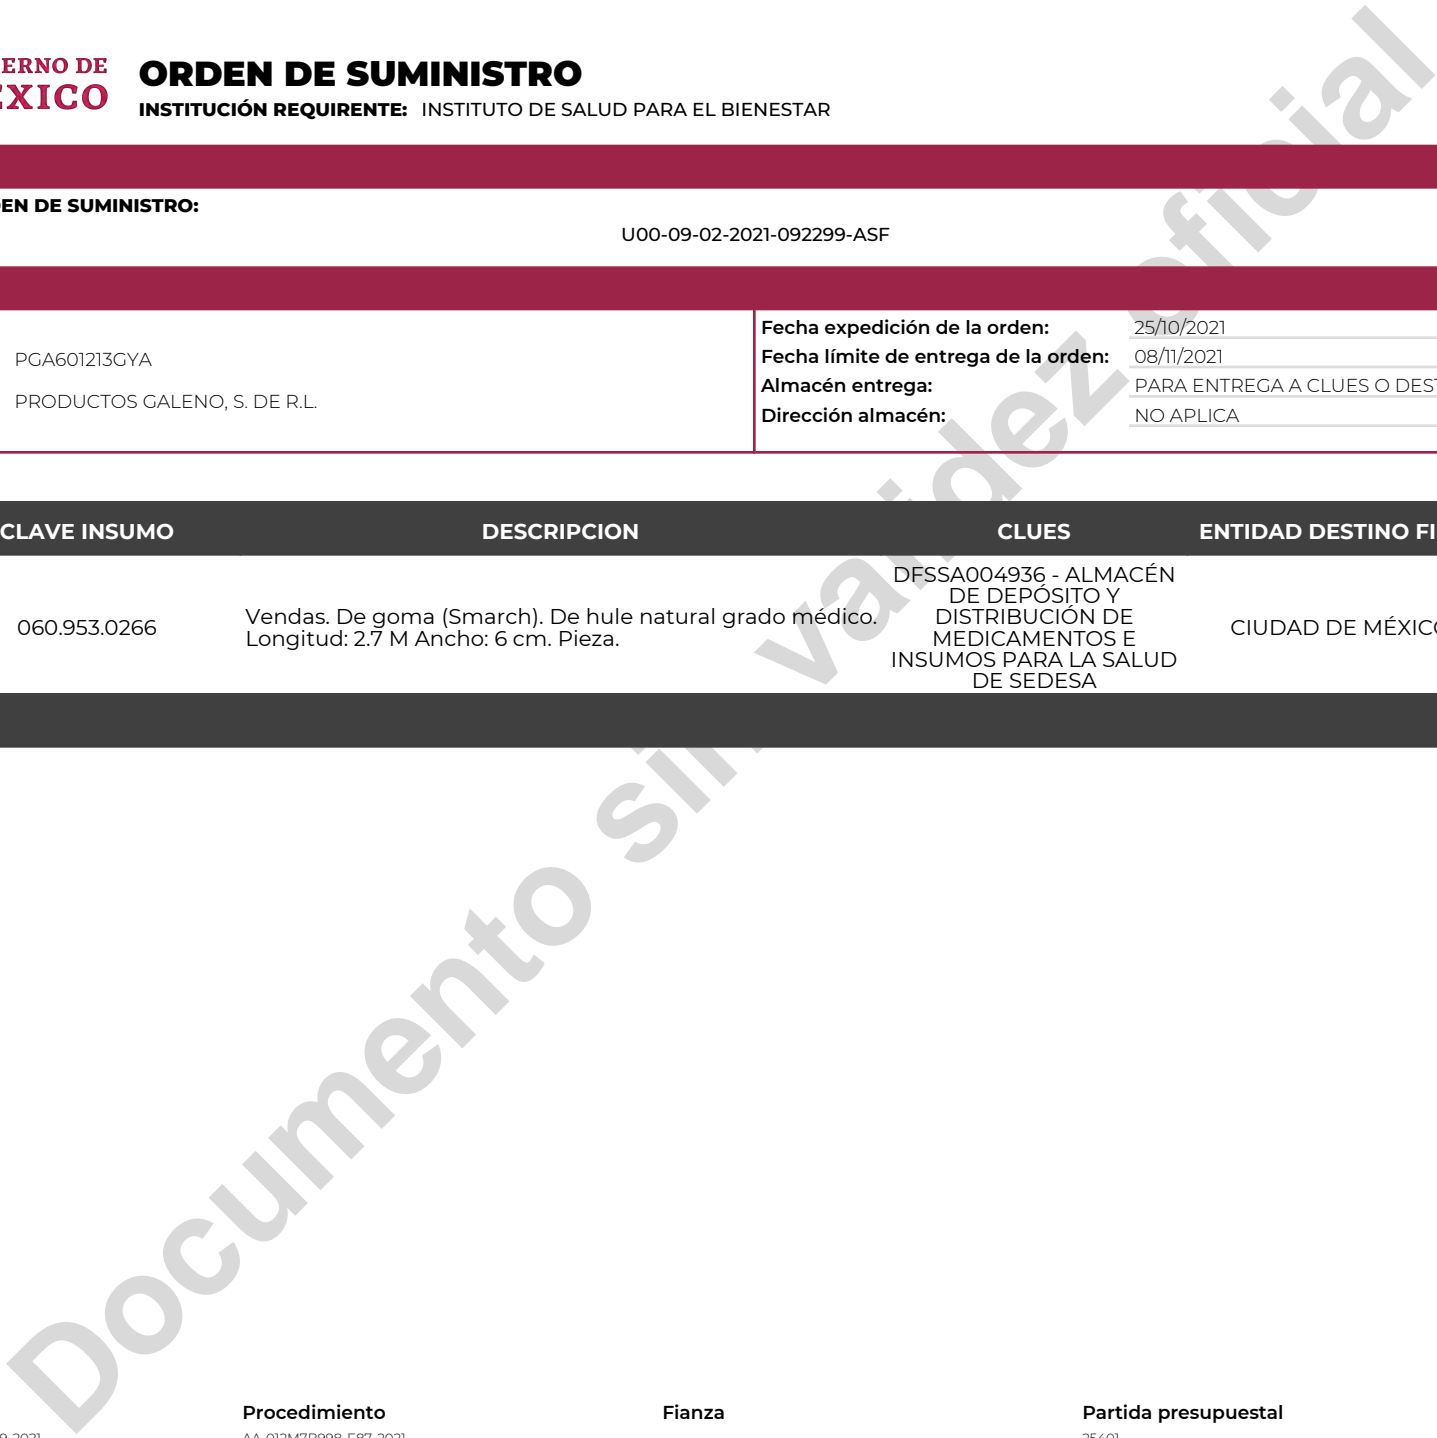 ERNO DE
EXICO
ORDEN DE SUMINISTRO
INSTITUCIÓN REQUIRENTE: INSTITUTO DE SALUD PARA EL BIENESTAR
EN DE SUMINISTRO:
U00-09-02-2021-092299-ASF
PGA601213GYA
PRODUCTOS GALENO, S. DE R.L.
Fecha expedición de la orden: 25/10/2021
Fecha límite de entrega de la orden: 08/11/2021
Almacén entrega: PARA ENTREGA A CLUES O DEST
Dirección almacén: NO APLICA
CLAVE INSUMO DESCRIPCION CLUES ENTIDAD DESTINO FI
060.953.0266
Vendas. De goma (Smarch). De hule natural grado médico.
Longitud: 2.7 M Ancho: 6 cm. Pieza.
DFSSA004936 - ALMACÉN
DE DEPÓSITO Y
DISTRIBUCIÓN DE
MEDICAMENTOS E
INSUMOS PARA LA SALUD
DE SEDESA
CIUDAD DE MÉXICO
Documento sin validez oficial
Procedimiento Fianza Partida presupuestal